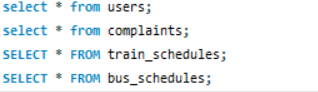 select * from users;
select * from complaints;
SELECT * FROM train_schedules;
SELECT * FROM bus_schedules;